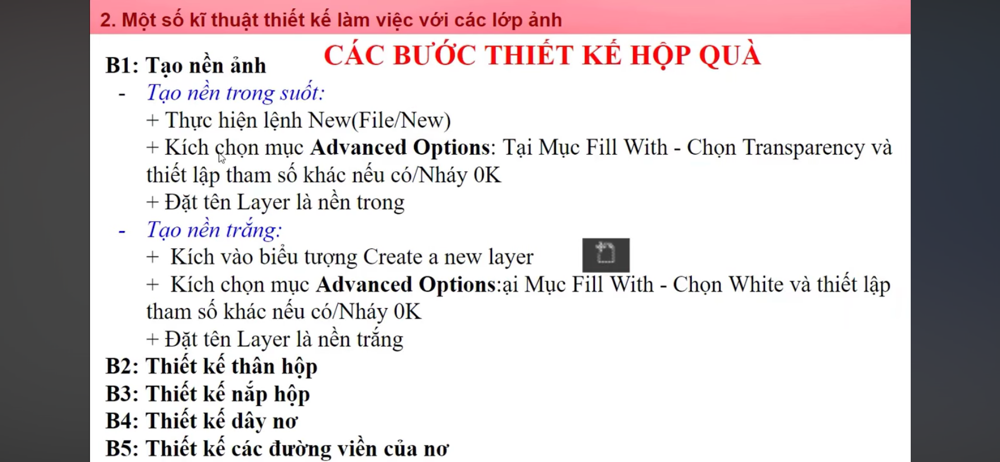 2. Một số kĩ thuật thiết kế làm việc với các lớp ảnh
CÁC BƯỚC THIẾT KẾ HỘP QUÀ
B1: Tạo nền ảnh
- Tạo nền trong suốt:
+ Thực hiện lệnh New(File/New)
+ Kích chọn mục Advanced Options: Tại Mục Fill With - Chọn Transparency và
thiết lập tham số khác nếu có/Nháy 0K
+ Đặt tên Layer là nền trong
- Tạo nền trắng:
+ Kích vào biểu tượng Create a new layer
+ Kích chọn mục Advanced Options:ại Mục Fill With - Chọn White và thiết lập
tham số khác nếu có/Nháy 0K
+ Đặt tên Layer là nền trắng
B2: Thiết kế thân hộp
B3: Thiết kế nắp hộp
B4: Thiết kế dây nơ
B5: Thiết kế các đường viền của nơ